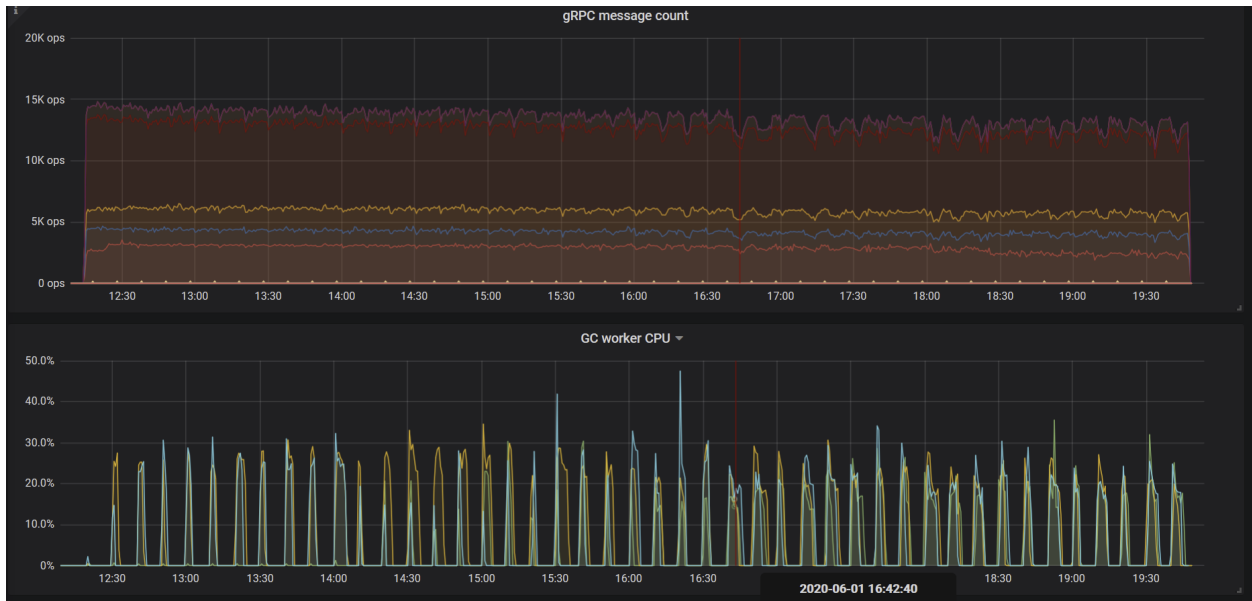 gRPC message count
20K ops
15K ops
10K ops
5K ops
0 ops
12:30 13:00 13:30 14:00 14:30 15:00 15:30 16:00 16:30 17:00 17:30 18:00 18:30 19:00 19:30
GC worker CPU
50.0%
40.0%
30.0%
20.0%
10.0%
0%
12:30 13:00 13:30 14:00 14:30 15:00 15:30 16:00 16:30 18:30 19:00 19:30
2020-06-01 16:42:40